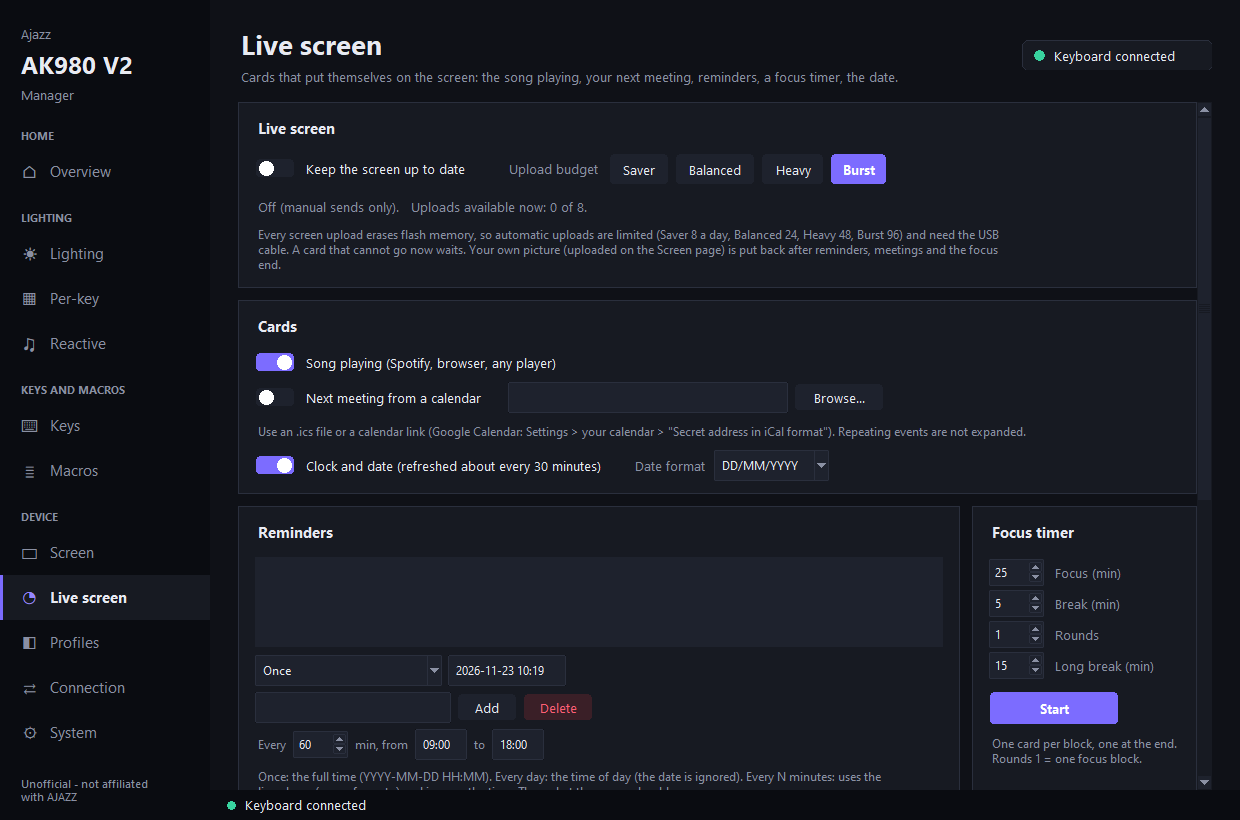 Ajazz
AK980 V2
Manager
HOME
Overview
LIGHTING
Lighting
Per-key
Reactive
KEYS AND MACROS
Keys
Macros
DEVICE
Screen
Live screen
Profiles
Connection
System
Unofficial - not affiliated
with AJAZZ
Live screen
Cards that put themselves on the screen: the song playing, your next meeting, reminders, a focus timer, the date.
Keyboard connected
Live screen
Keep the screen up to date
Upload budget
Saver
Balanced
Heavy
Burst
Off (manual sends only). Uploads available now: 0 of 8.
Every screen upload erases flash memory, so automatic uploads are limited (Saver 8 a day, Balanced 24, Heavy 48, Burst 96) and need the USB
cable. A card that cannot go now waits. Your own picture (uploaded on the Screen page) is put back after reminders, meetings and the focus
end.
Cards
Song playing (Spotify, browser, any player)
Next meeting from a calendar
Browse...
Use an .ics file or a calendar link (Google Calendar: Settings > your calendar > "Secret address in iCal format"). Repeating events are not expanded.
Clock and date (refreshed about every 30 minutes)
Date format
DD/MM/YYYY
Reminders
Once
2026-11-23 10:19
Add
Delete
Every
60
min, from
09:00
to
18:00
Once: the full time (YYYY-MM-DD HH:MM). Every day: the time of day (the date is ignored). Every N minutes: uses the
Focus timer
25
Focus (min)
5
Break (min)
1
Rounds
15
Long break (min)
Start
One card per block, one at the end.
Rounds 1 = one focus block.
Keyboard connected